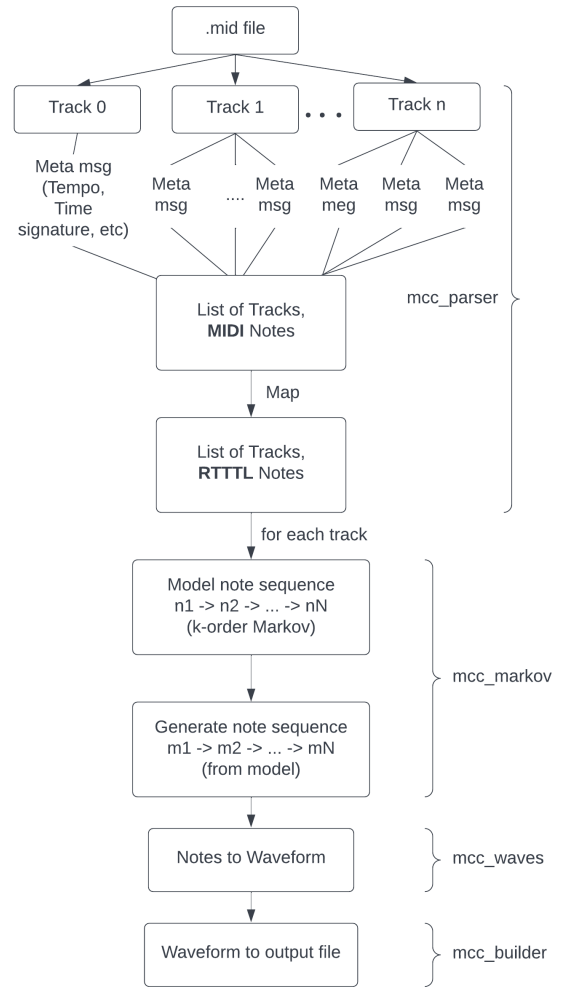 .mid file
Track 0
Track 1
...
Track n
Meta msg
(Tempo,
Time
signature, etc)
Meta
msg
....
Meta
msg
Meta
meg
Meta
msg
Meta
msg
mcc_parser
List of Tracks,
MIDI Notes
Map
List of Tracks,
RTTTL Notes
for each track
Model note sequence
n1 -> n2 -> ... -> nN
(k-order Markov)
mcc_markov
Generate note sequence
m1 -> m2 -> ... -> mN
(from model)
Notes to Waveform
mcc_waves
Waveform to output file
mcc_builder